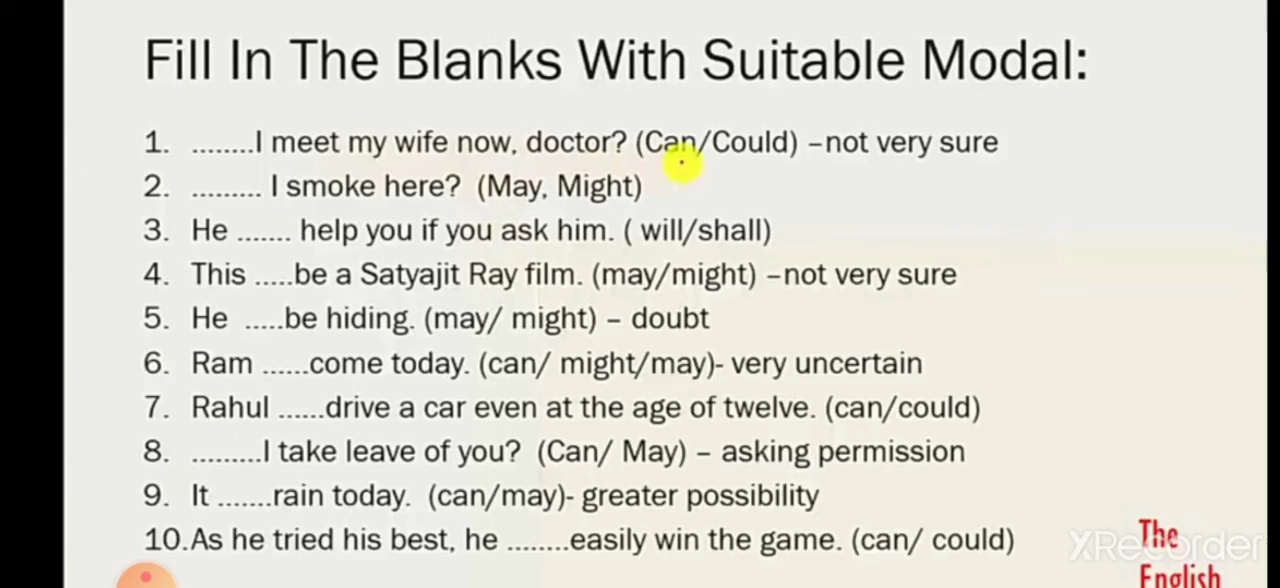 Fill In The Blanks With Suitable Modal:
1. ........I meet my wife now, doctor? (Can/Could) –not very sure
2. ......... I smoke here?  (May, Might)
3. He ....... help you if you ask him. ( will/shall)
4. This .....be a Satyajit Ray film. (may/might) –not very sure
5. He  .....be hiding. (may/ might) – doubt
6. Ram ......come today. (can/ might/may)- very uncertain
7. Rahul ......drive a car even at the age of twelve. (can/could)
8. .........I take leave of you?  (Can/ May) – asking permission
9. It .......rain today.  (can/may)- greater possibility
10.As he tried his best, he ........easily win the game. (can/ could)
XRecorder
The
English